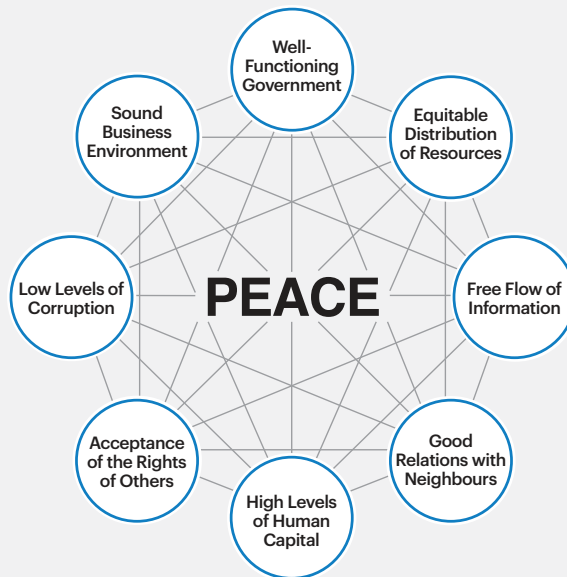 Well-
Functioning
Government
Sound
Business
Environment
Equitable
Distribution
of Resources
Low Levels of
Corruption
PEACE
Free Flow of
Information
Acceptance
of the Rights
of Others
Good
Relations with
Neighbours
High Levels
of Human
Capital